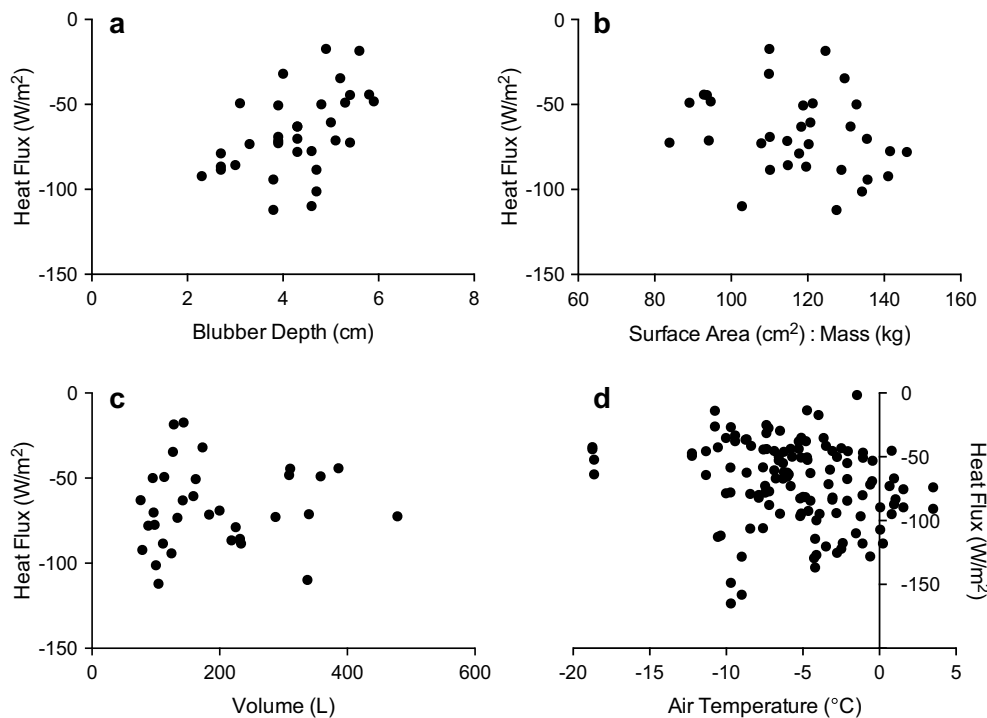 a
0
-50
-100
-150
Heat Flux (W/m²)
0 2 4 6 8
Blubber Depth (cm)
b
0
-50
-100
-150
Heat Flux (W/m²)
60 80 100 120 140 160
Surface Area (cm²) : Mass (kg)
c
0
-50
-100
-150
Heat Flux (W/m²)
0 200 400 600
Volume (L)
d
0
-50
-100
-150
Heat Flux (W/m²)
-20 -15 -10 -5 0 5
Air Temperature (°C)